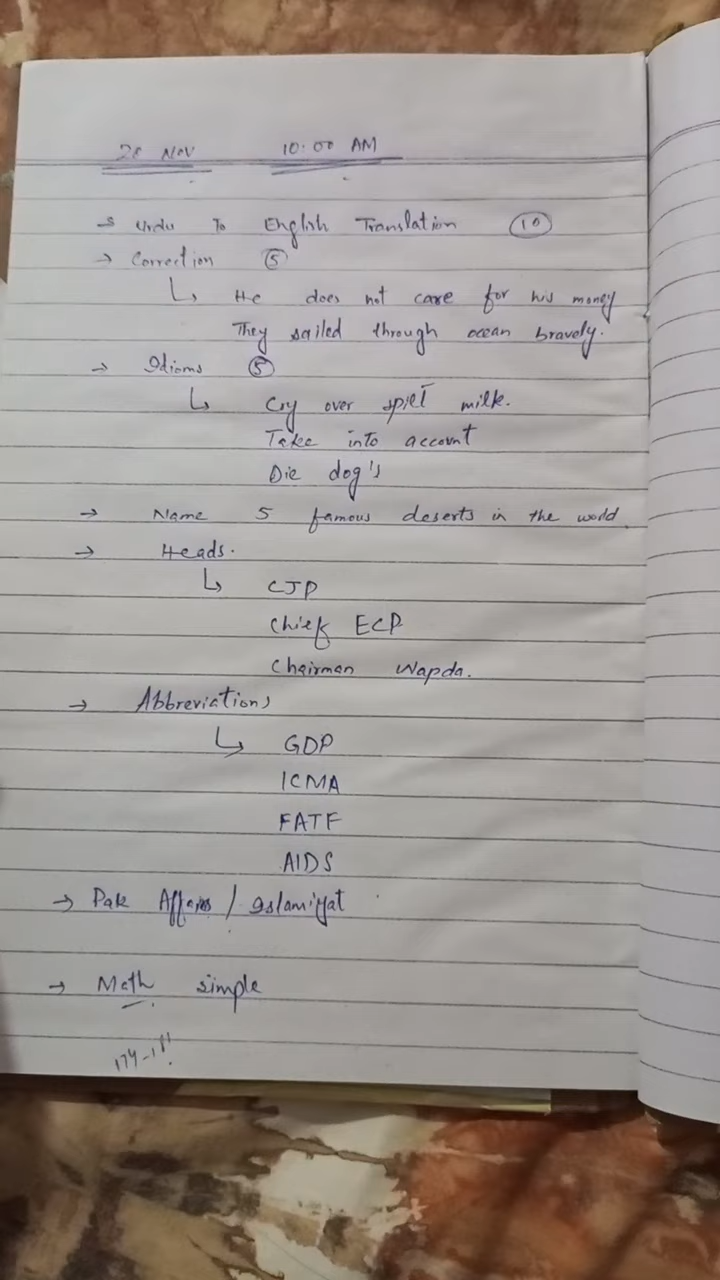 Nov 10:00 AM
→ Urdu To English Translation 10
→ Correction 5
↳ He does not care for his money
They sailed through ocean bravely.
→ Idioms 5
↳ Cry over spilt milk.
Take into account
Die dog's
→ Name 5 famous deserts in the world.
→ Heads.
↳ CJP
Chief ECP
Chairman Wapda.
→ Abbreviations
↳ GDP
ICMA
FATF
AIDS
→ Pak Affairs / Islamiyat
→ Math simple